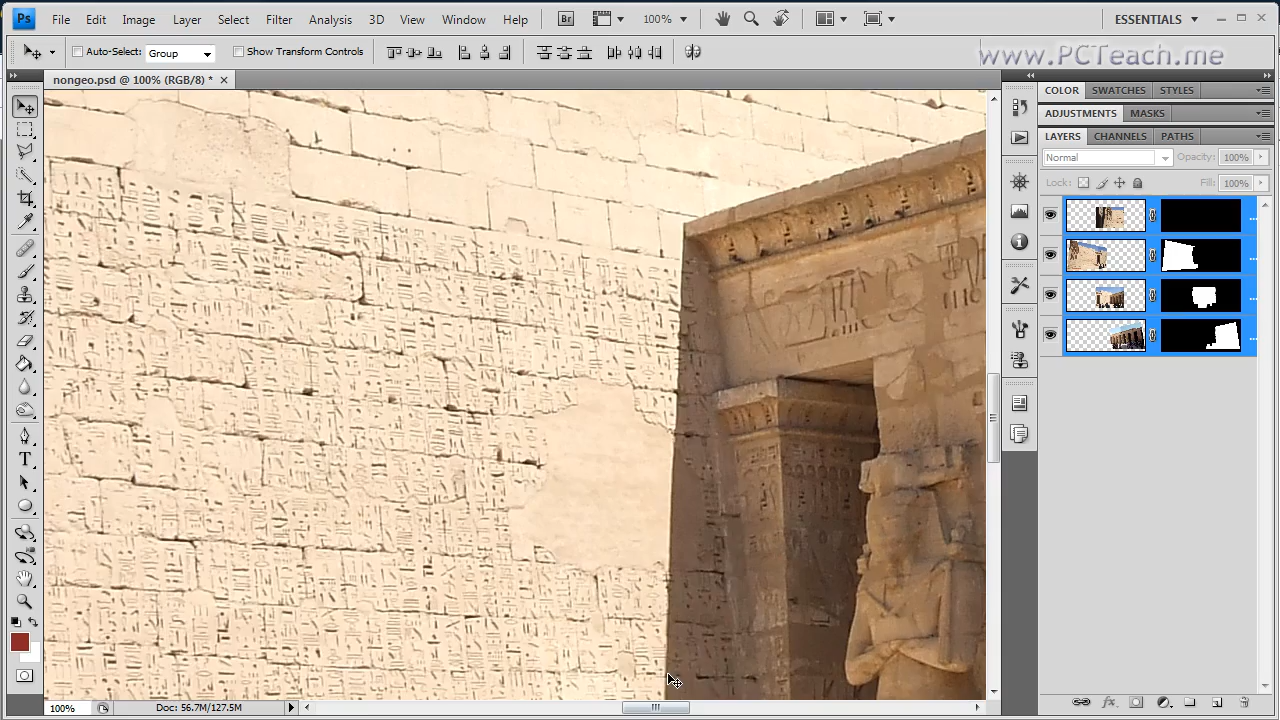 Ps File Edit Image Layer Select Filter Analysis 3D View Window Help Br 100% ESSENTIALS
Auto-Select: Group Show Transform Controls
www.PCTeach.me
nongeo.psd @ 100% (RGB/8) *
COLOR SWATCHES STYLES
ADJUSTMENTS MASKS
LAYERS CHANNELS PATHS
Normal Opacity: 100%
Lock: Fill: 100%
...
...
...
...
T
fx
100% Doc: 56.7M/127.5M